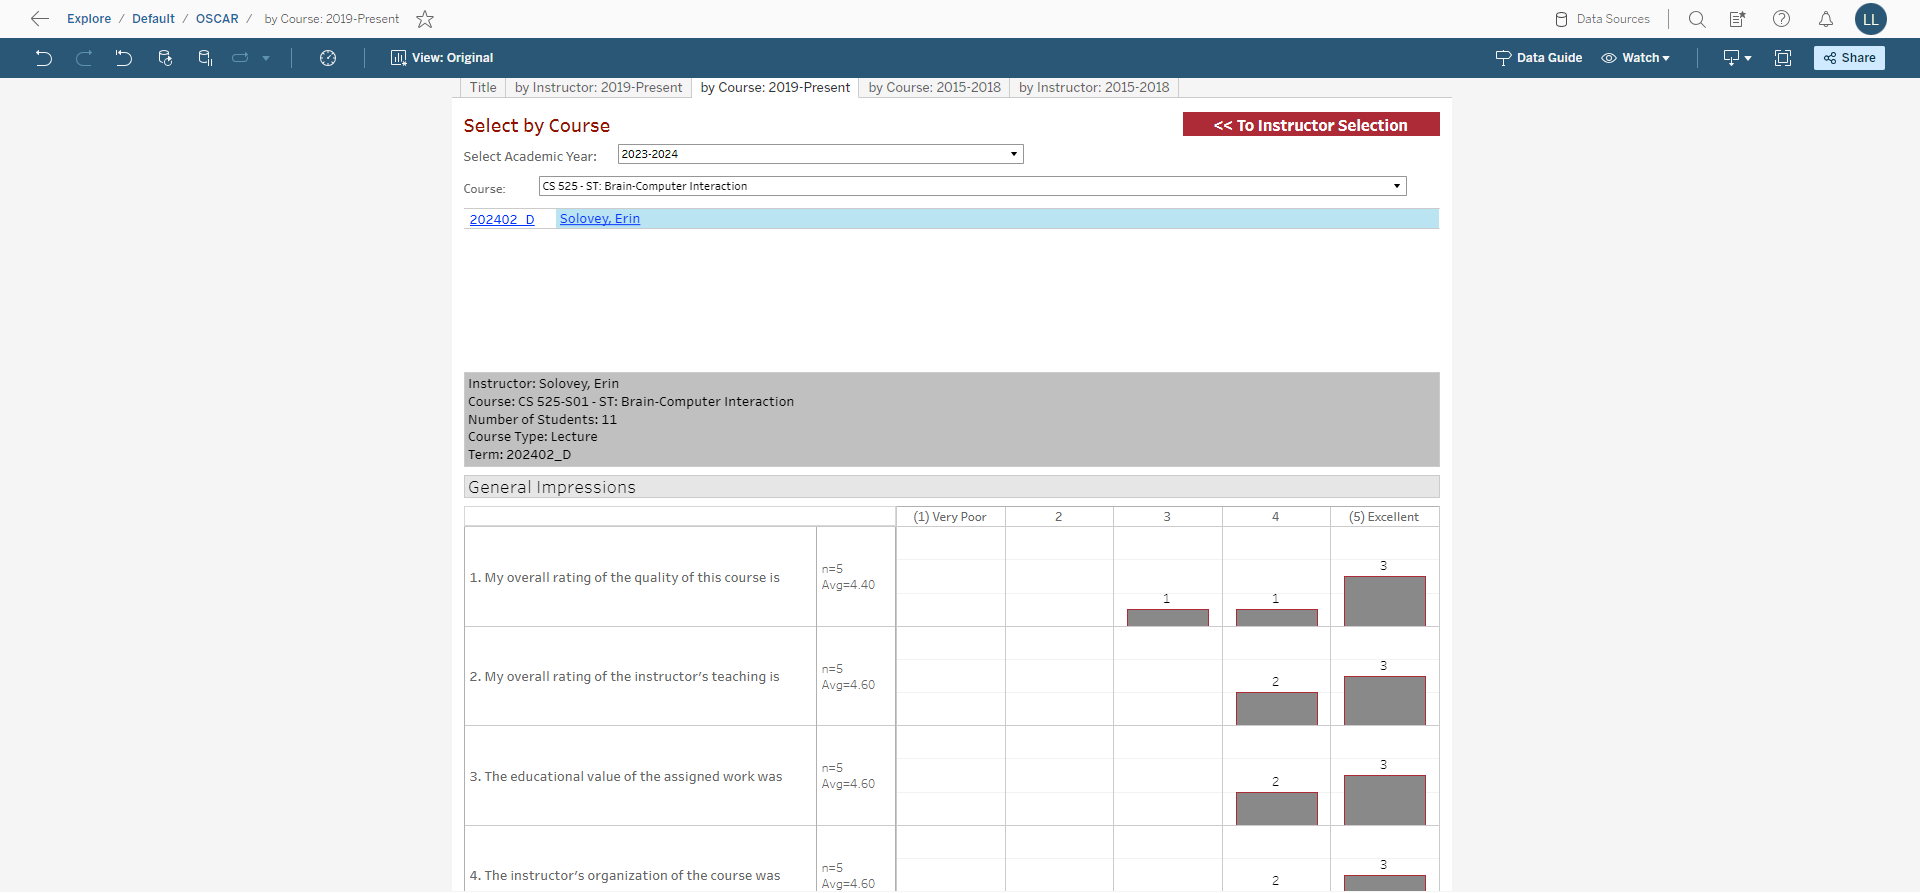 Explore / Default / OSCAR / by Course: 2019-Present
Data Sources
LL
View: Original
Data Guide
Watch
Share
Title
by Instructor: 2019-Present
by Course: 2019-Present
by Course: 2015-2018
by Instructor: 2015-2018
Select by Course
<< To Instructor Selection
Select Academic Year:
2023-2024
Course:
CS 525 - ST: Brain-Computer Interaction
202402_D
Solovey, Erin
Instructor: Solovey, Erin
Course: CS 525-S01 - ST: Brain-Computer Interaction
Number of Students: 11
Course Type: Lecture
Term: 202402_D
General Impressions
(1) Very Poor
2
3
4
(5) Excellent
1. My overall rating of the quality of this course is
n=5
Avg=4.40
1
1
3
2. My overall rating of the instructor's teaching is
n=5
Avg=4.60
2
3
3. The educational value of the assigned work was
n=5
Avg=4.60
2
3
4. The instructor's organization of the course was
n=5
Avg=4.60
2
3